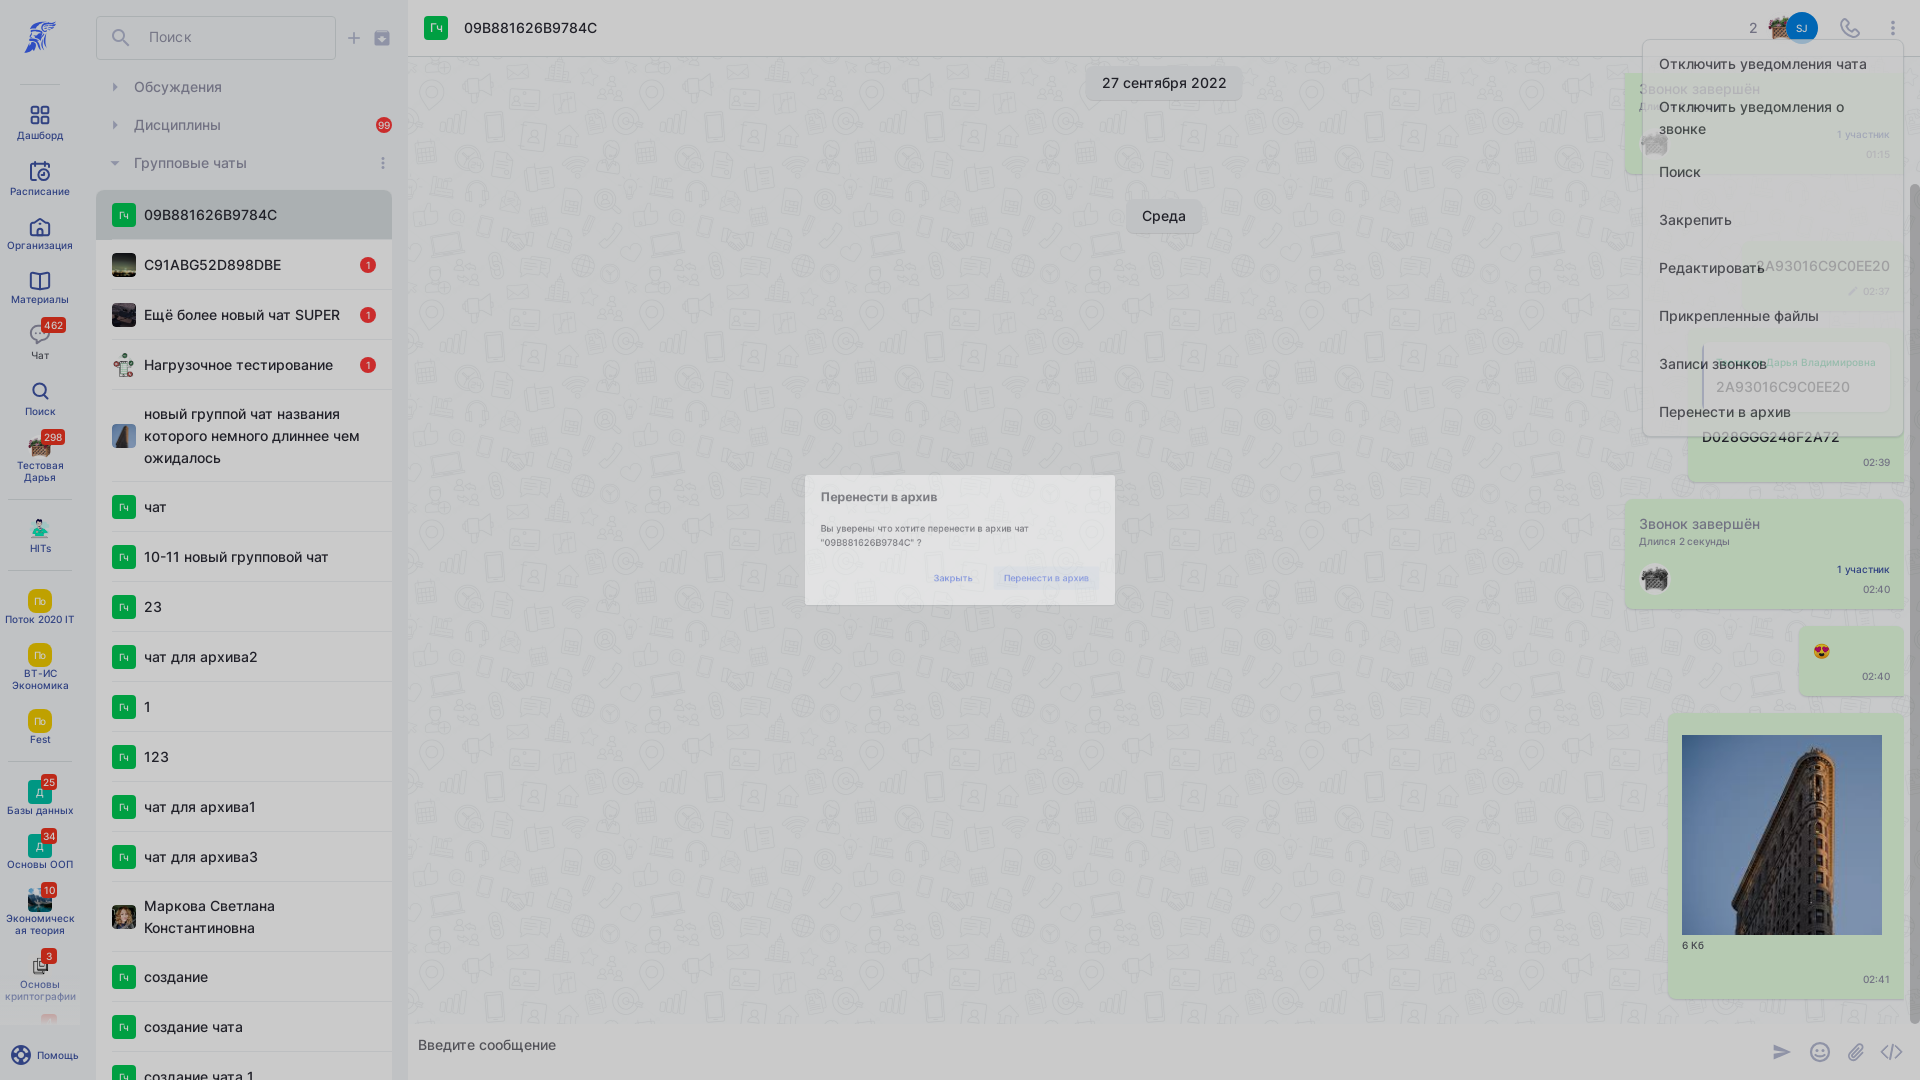 Дашборд
Расписание
Организация
Материалы
462
Чат
Поиск
298
Тестовая
Дарья
HITs
По
Поток 2020 IT
По
ВТ-ИС
Экономика
По
Fest
25
Д
Базы данных
34
Д
Основы ООП
10
Экономическ
ая теория
3
Основы
криптографии
Помощь
Поиск
Обсуждения
Дисциплины
99
Групповые чаты
Гч
09B881626B9784C
C91ABG52D898DBE
1
Ещё более новый чат SUPER
1
Нагрузочное тестирование
1
новый группой чат названия
которого немного длиннее чем
ожидалось
Гч
чат
Гч
10-11 новый групповой чат
Гч
23
Гч
чат для архива2
Гч
1
Гч
123
Гч
чат для архива1
Гч
чат для архива3
Маркова Светлана
Константиновна
Гч
создание
Гч
создание чата
Гч
создание чата 1
Гч
09B881626B9784C
2
SJ
27 сентября 2022
Звонок завершён
1 участник
01:15
Среда
2A93016C9C0EE20
02:37
Дарья Владимировна
2A93016C9C0EE20
D028GGG248F2A72
02:39
Отключить уведомления чата
Отключить уведомления о
звонке
Поиск
Закрепить
Редактировать
Прикрепленные файлы
Записи звонков
Перенести в архив
Звонок завершён
Длился 2 секунды
1 участник
02:40
02:40
6 Кб
02:41
Перенести в архив
Вы уверены что хотите перенести в архив чат
"09B881626B9784C" ?
Закрыть
Перенести в архив
Введите сообщение